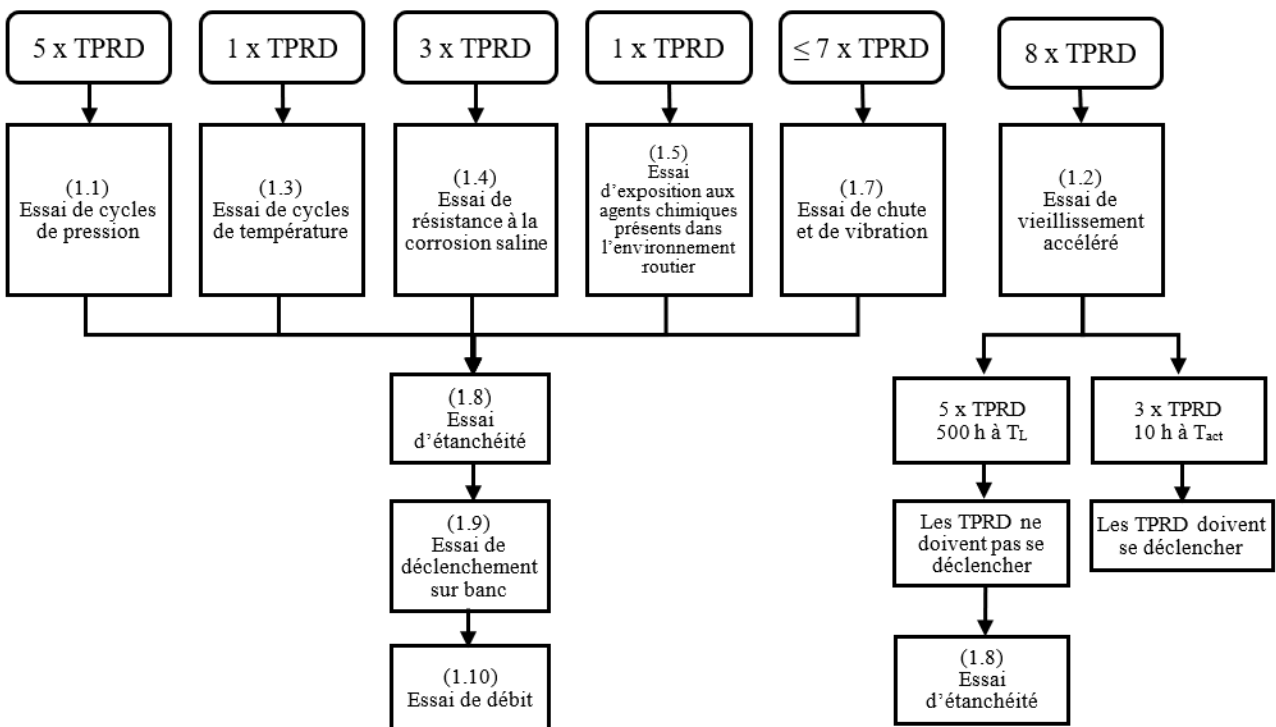 5 x TPRD
1 x TPRD
3 x TPRD
1 x TPRD
≤ 7 x TPRD
8 x TPRD
(1.1)
Essai de cycles
de pression
(1.3)
Essai de cycles
de température
(1.4)
Essai de
résistance à la
corrosion saline
(1.5)
Essai
d’exposition aux
agents chimiques
présents dans
l’environnement
routier
(1.7)
Essai de chute
et de vibration
(1.2)
Essai de
vieillissement
accéléré
(1.8)
Essai
d’étanchéité
(1.9)
Essai de
déclenchement
sur banc
(1.10)
Essai de débit
5 x TPRD
500 h à TL
Les TPRD ne
doivent pas se
déclencher
(1.8)
Essai
d’étanchéité
3 x TPRD
10 h à Tact
Les TPRD doivent
se déclencher